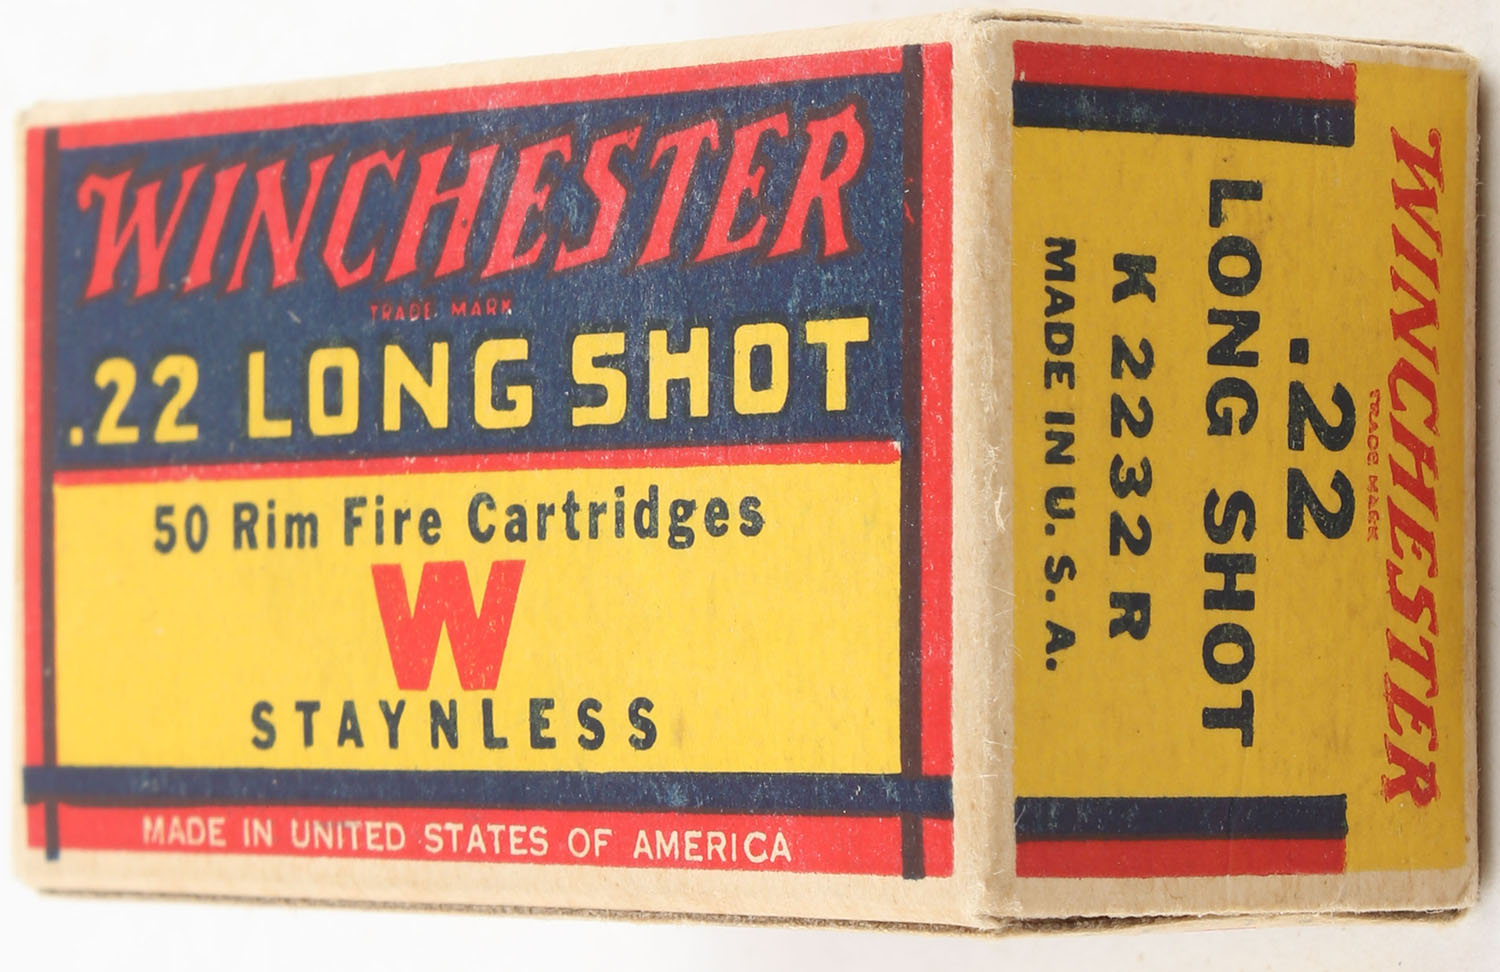 WINCHESTER
TRADE MARK
.22 LONG SHOT
50 Rim Fire Cartridges
W
STAYNLESS
MADE IN UNITED STATES OF AMERICA
WINCHESTER
TRADE MARK
.22
LONG SHOT
K 2232 R
MADE IN U. S. A.